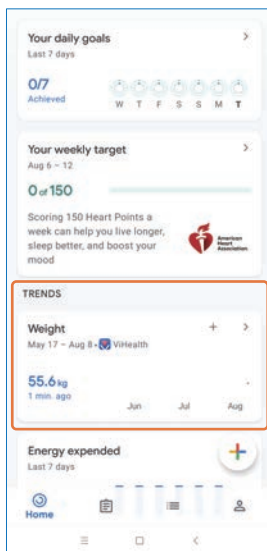 Your daily goals
Last 7 days
0/7
Achieved
W T F S S M T
Your weekly target
Aug 6 – 12
0 of 150
Scoring 150 Heart Points a
week can help you live longer,
sleep better, and boost your
mood
American
Heart
Association.
TRENDS
Weight
May 17 – Aug 8 • ViHealth
55.6 kg
1 min. ago
Jun Jul Aug
Energy expended
Last 7 days
Home